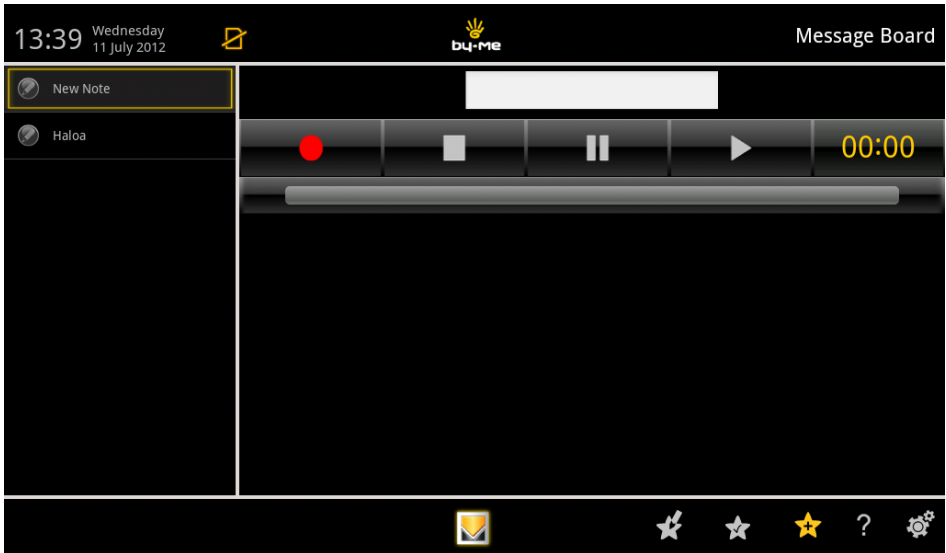 13:39
Wednesday
11 July 2012
by-me
Message Board
New Note
Haloa
00:00
?